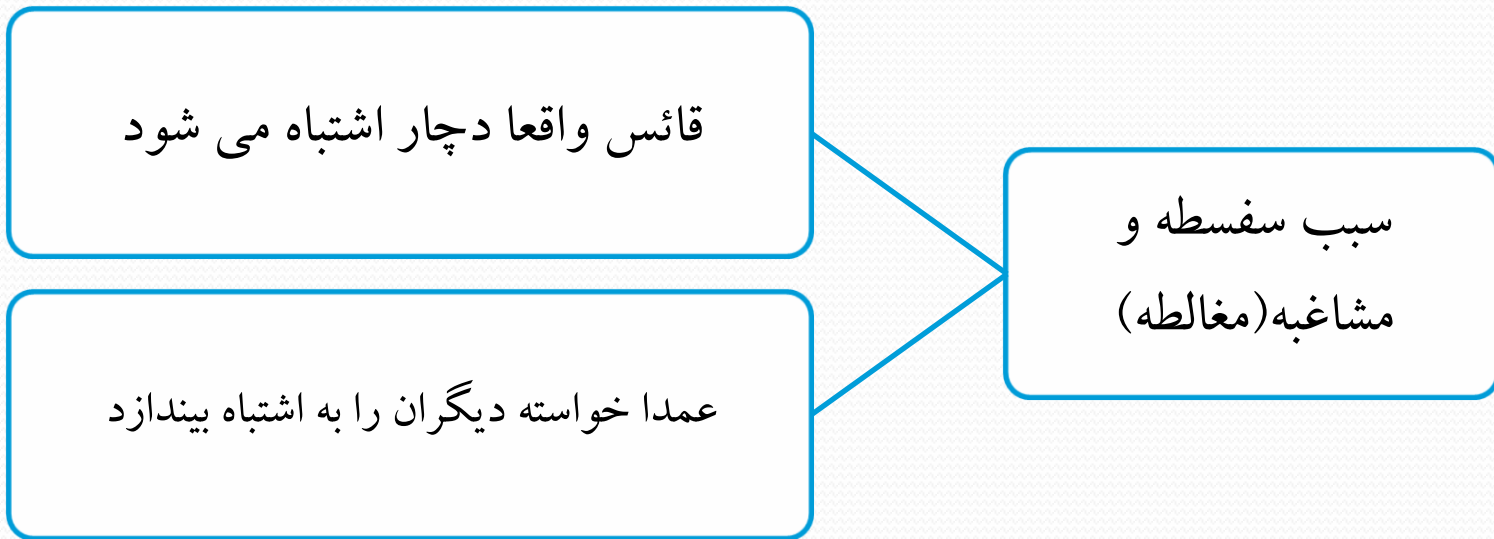 سبب سفسطه و
مشاغبه(مغالطه)
قائس واقعا دچار اشتباه می شود
عمدا خواسته دیگران را به اشتباه بیندازد